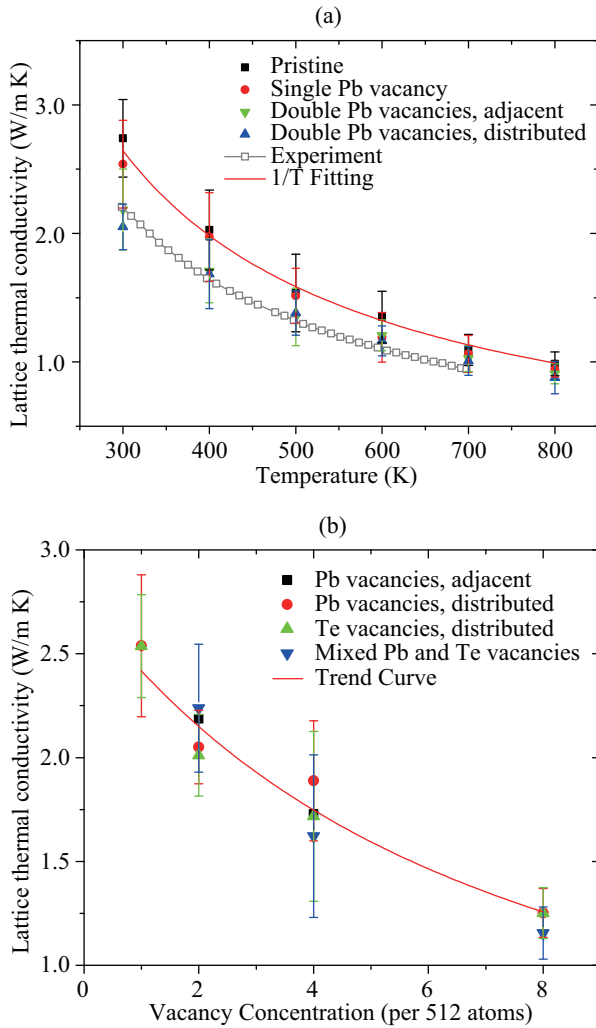 (a)
Pristine
Single Pb vacancy
Double Pb vacancies, adjacent
Double Pb vacancies, distributed
Experiment
1/T Fitting
3.0
2.0
1.0
Lattice thermal conductivity (W/m K)
300 400 500 600 700 800
Temperature (K)
(b)
Pb vacancies, adjacent
Pb vacancies, distributed
Te vacancies, distributed
Mixed Pb and Te vacancies
Trend Curve
3.0
2.5
2.0
1.5
1.0
Lattice thermal conductivity (W/m K)
0 2 4 6 8
Vacancy Concentration (per 512 atoms)